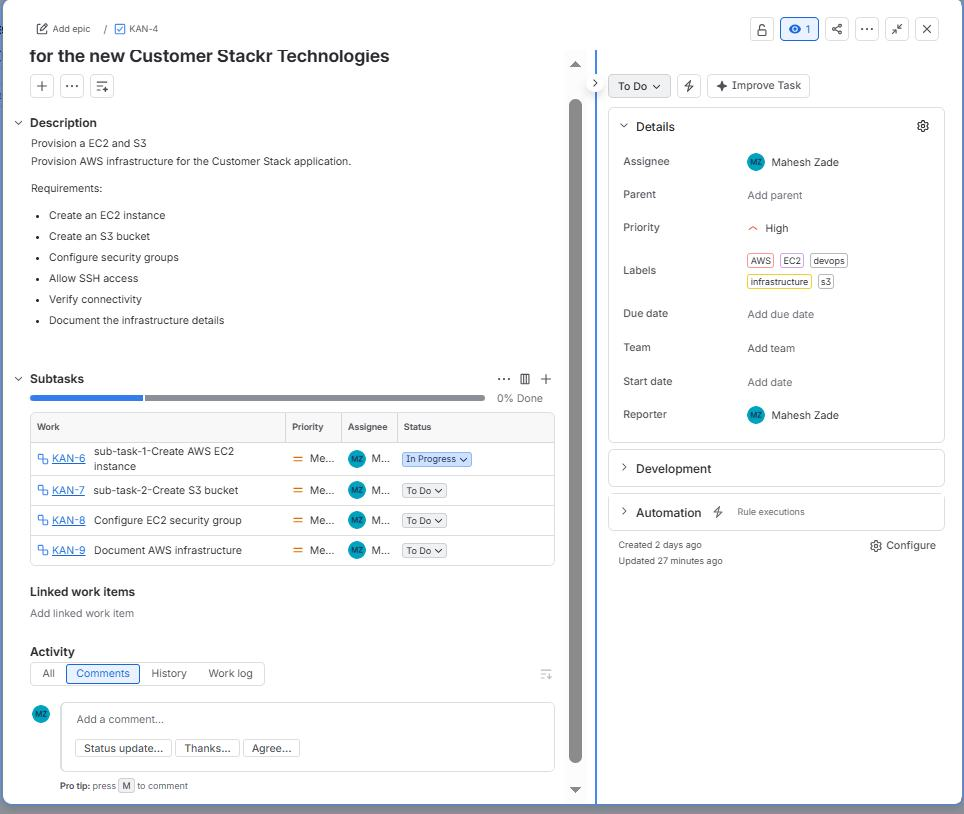 Add epic / KAN-4
1
for the new Customer Stackr Technologies
Description
Provision a EC2 and S3
Provision AWS infrastructure for the Customer Stack application.
Requirements:
Create an EC2 instance
Create an S3 bucket
Configure security groups
Allow SSH access
Verify connectivity
Document the infrastructure details
Subtasks
0% Done
Work Priority Assignee Status
KAN-6 sub-task-1-Create AWS EC2 instance Me... MZ M... In Progress
KAN-7 sub-task-2-Create S3 bucket Me... MZ M... To Do
KAN-8 Configure EC2 security group Me... MZ M... To Do
KAN-9 Document AWS infrastructure Me... MZ M... To Do
Linked work items
Add linked work item
Activity
All Comments History Work log
MZ Add a comment...
Status update... Thanks... Agree...
Pro tip: press M to comment
To Do Improve Task
Details
Assignee MZ Mahesh Zade
Parent Add parent
Priority High
Labels AWS EC2 devops
infrastructure s3
Due date Add due date
Team Add team
Start date Add date
Reporter MZ Mahesh Zade
Development
Automation Rule executions
Created 2 days ago Configure
Updated 27 minutes ago